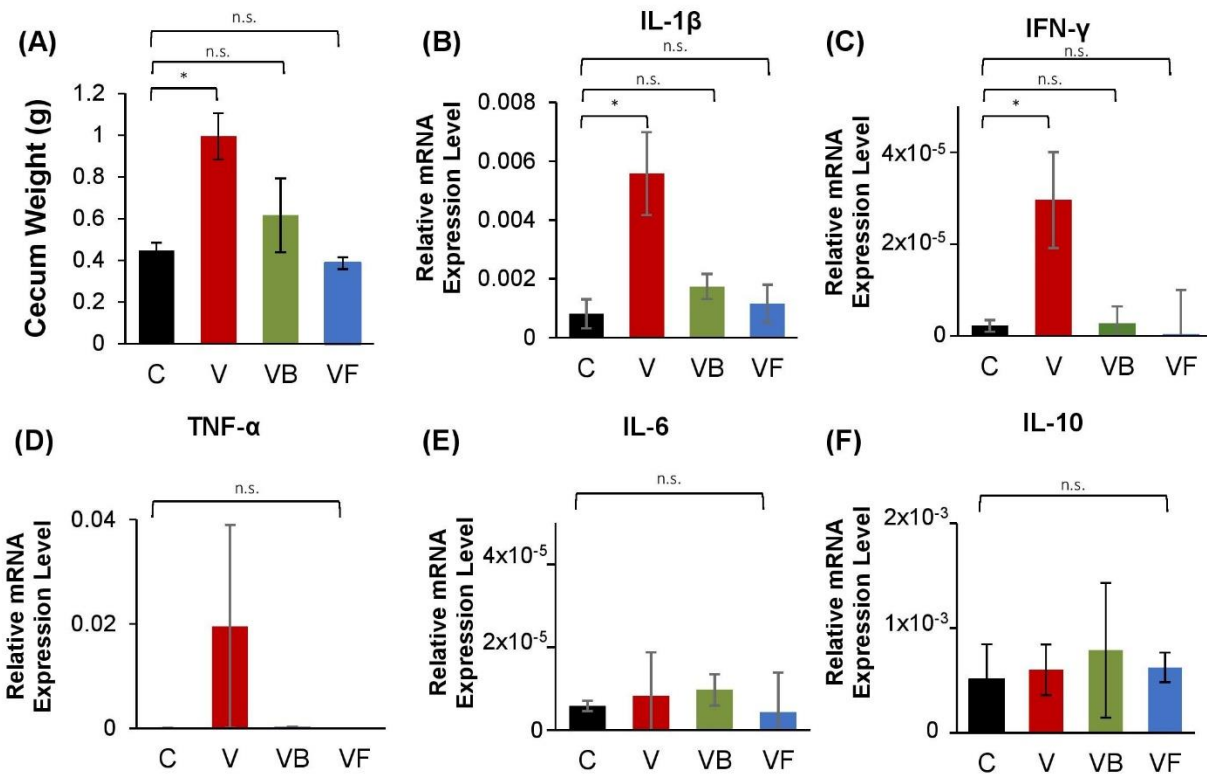 (A)
n.s.
n.s.
*
Cecum Weight (g)
1.2
1
0.8
0.6
0.4
0.2
0
C V VB VF
(B)
IL-1β
n.s.
n.s.
*
Relative mRNA
Expression Level
0.008
0.006
0.004
0.002
0
C V VB VF
(C)
IFN-γ
n.s.
n.s.
*
Relative mRNA
Expression Level
4x10-5
2x10-5
0
C V VB VF
(D)
TNF-α
n.s.
Relative mRNA
Expression Level
0.04
0.02
0
C V VB VF
(E)
IL-6
n.s.
Relative mRNA
Expression Level
4x10-5
2x10-5
0
C V VB VF
(F)
IL-10
n.s.
Relative mRNA
Expression Level
2x10-3
1x10-3
0
C V VB VF